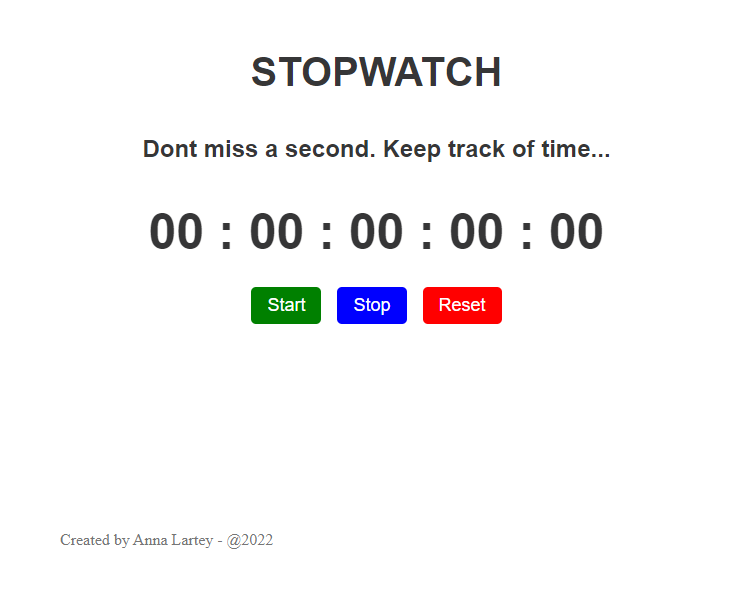 STOPWATCH
Dont miss a second. Keep track of time...
00 : 00 : 00 : 00 : 00
Start Stop Reset
Created by Anna Lartey - @2022